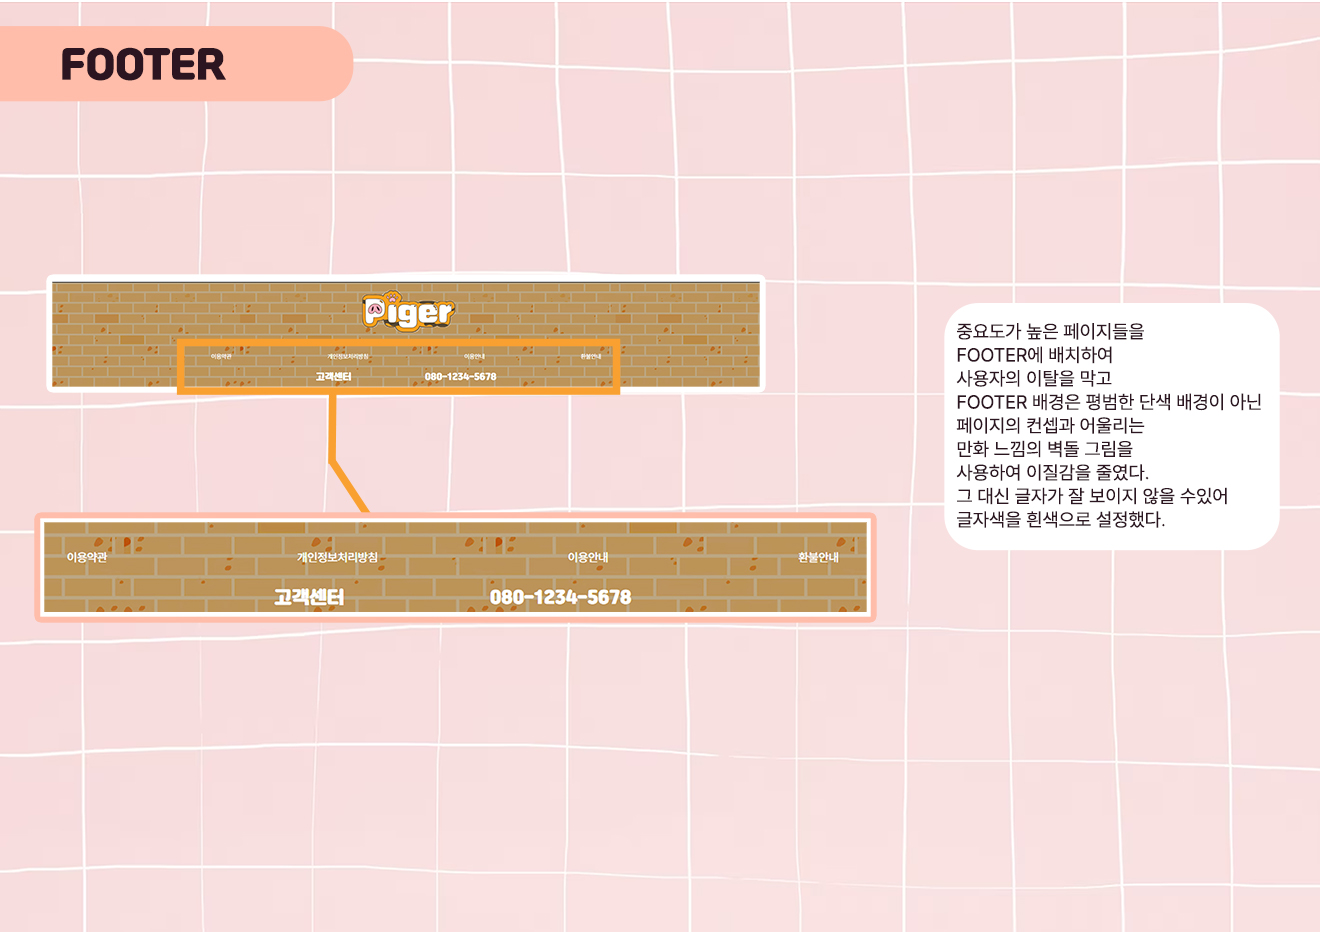 FOOTER
Piger
이용약관 개인정보처리방침 이용안내 환불안내
고객센터 080-1234-5678
이용약관 개인정보처리방침 이용안내 환불안내
고객센터 080-1234-5678
중요도가 높은 페이지들을
FOOTER에 배치하여
사용자의 이탈을 막고
FOOTER 배경은 평범한 단색 배경이 아닌
페이지의 컨셉과 어울리는
만화 느낌의 벽돌 그림을
사용하여 이질감을 줄였다.
그 대신 글자가 잘 보이지 않을 수있어
글자색을 흰색으로 설정했다.